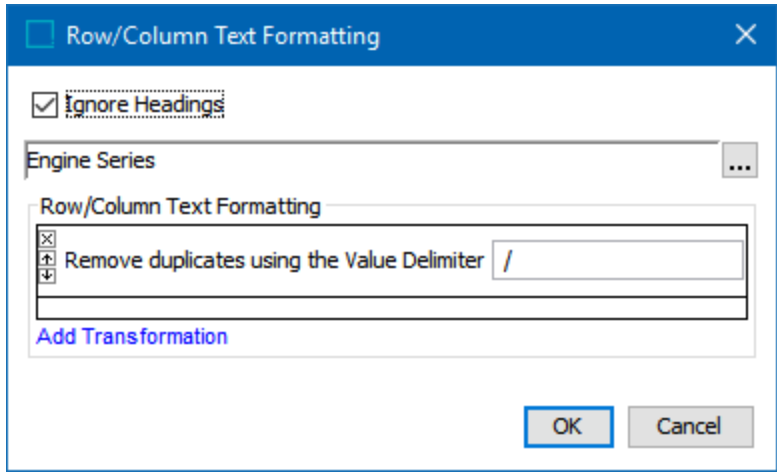 Row/Column Text Formatting
Ignore Headings
Engine Series
...
Row/Column Text Formatting
Remove duplicates using the Value Delimiter /
Add Transformation
OK Cancel